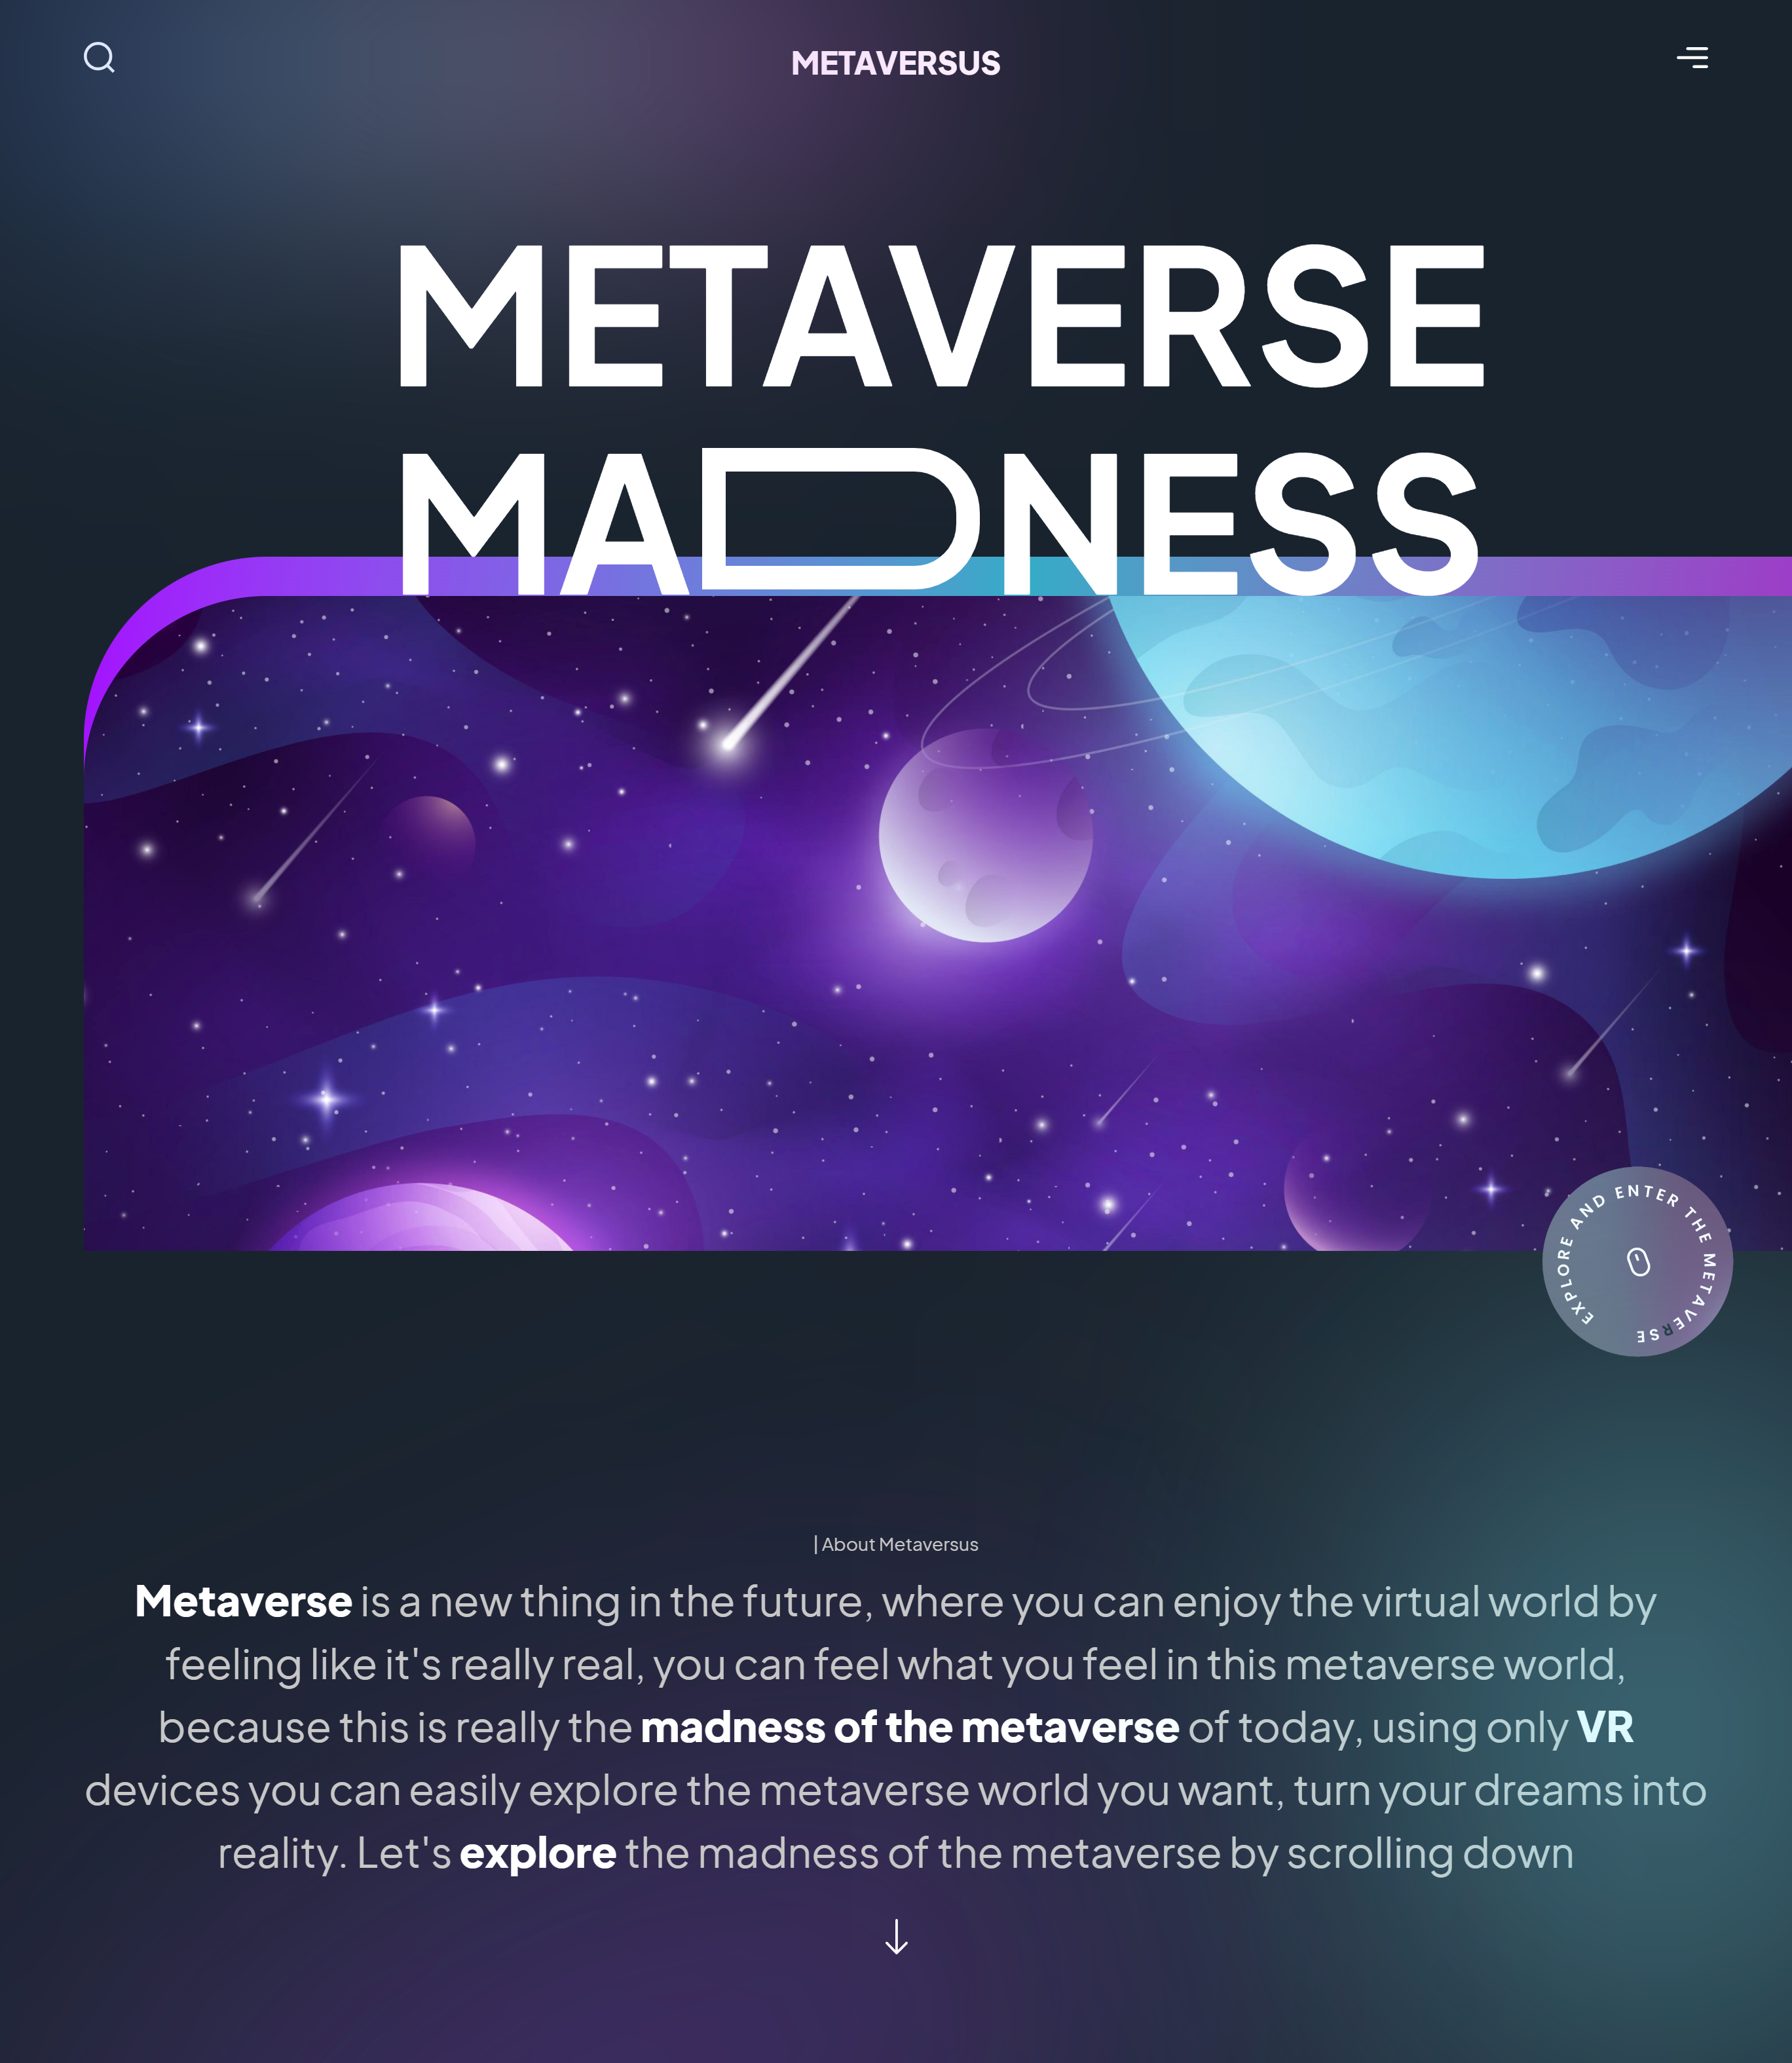 METAVERSUS
METAVERSE
MADNESS
EXPLORE AND ENTER THE METAVERSE
| About Metaversus
Metaverse is a new thing in the future, where you can enjoy the virtual world by
feeling like it's really real, you can feel what you feel in this metaverse world,
because this is really the madness of the metaverse of today, using only VR
devices you can easily explore the metaverse world you want, turn your dreams into
reality. Let's explore the madness of the metaverse by scrolling down